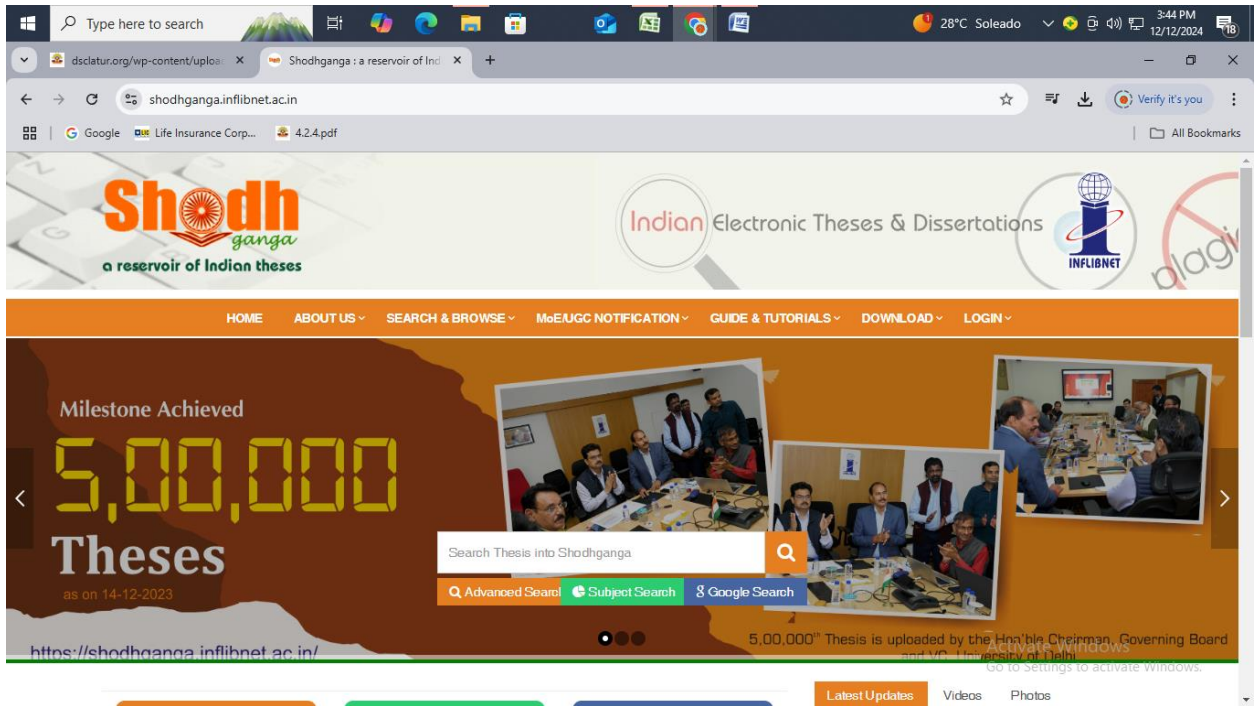 Type here to search
28°C Soleado
3:44 PM
12/12/2024
18
dsclatur.org/wp-content/uploa
Shodhganga : a reservoir of Ind
shodhganga.inflibnet.ac.in
Verify it's you
Google
Life Insurance Corp...
4.2.4.pdf
All Bookmarks
Shodh
ganga
a reservoir of Indian theses
Indian Electronic Theses & Dissertations
INFLIBNET
plagi
HOME ABOUT US SEARCH & BROWSE MoE/UGC NOTIFICATION GUIDE & TUTORIALS DOWNLOAD LOGIN
Milestone Achieved
5,00,000
Theses
as on 14-12-2023
Search Thesis into Shodhganga
Advanced Searcl Subject Search Google Search
https://shodhganga.inflibnet.ac.in/
5,00,000th Thesis is uploaded by the Hon'ble Chairman, Governing Board
and VC, University of Delhi
Activate Windows
Go to Settings to activate Windows.
Latest Updates Videos Photos